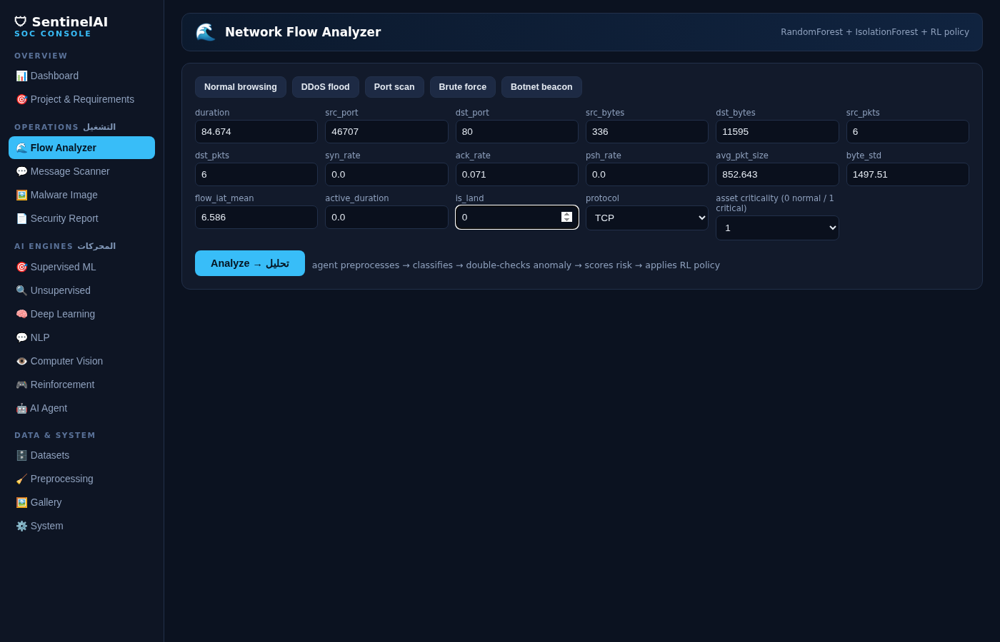 🛡 SentinelAI
SOC CONSOLE
OVERVIEW
📊 Dashboard
🎯 Project & Requirements
OPERATIONS التشغيل
🌊 Flow Analyzer
💬 Message Scanner
🖼️ Malware Image
📄 Security Report
AI ENGINES المحركات
🎯 Supervised ML
🔍 Unsupervised
🧠 Deep Learning
💬 NLP
👁️ Computer Vision
🎮 Reinforcement
🤖 AI Agent
DATA & SYSTEM
🗄️ Datasets
🧹 Preprocessing
🖼️ Gallery
⚙️ System
🌊 Network Flow Analyzer
RandomForest + IsolationForest + RL policy
Normal browsing DDoS flood Port scan Brute force Botnet beacon
duration src_port dst_port src_bytes dst_bytes src_pkts
84.674 46707 80 336 11595 6
dst_pkts syn_rate ack_rate psh_rate avg_pkt_size byte_std
6 0.0 0.071 0.0 852.643 1497.51
flow_iat_mean active_duration is_land protocol asset criticality (0 normal / 1
critical)
6.586 0.0 0 TCP 1
Analyze → تحليل agent preprocesses → classifies → double-checks anomaly → scores risk → applies RL policy